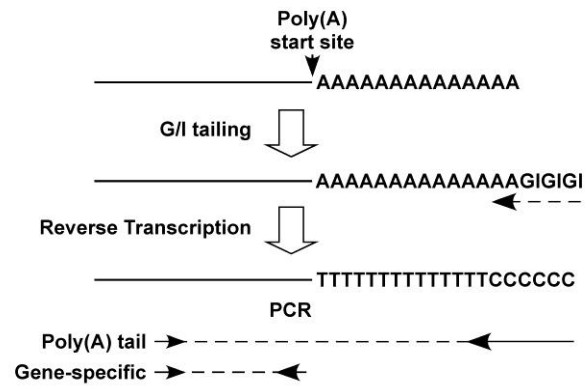 Poly(A)
start site
AAAAAAAAAAAAAA
G/I tailing
AAAAAAAAAAAAAAGIGIGI
Reverse Transcription
TTTTTTTTTTTTTTCCCCCC
PCR
Poly(A) tail
Gene-specific